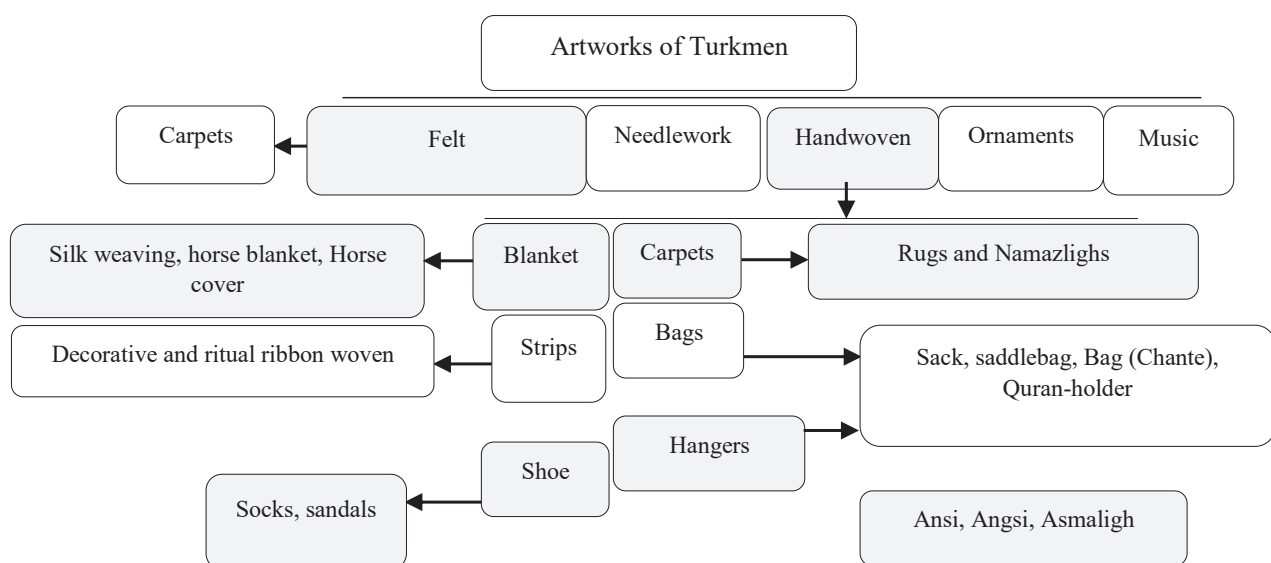 Artworks of Turkmen
Carpets
Felt
Needlework
Handwoven
Ornaments
Music
Silk weaving, horse blanket, Horse
cover
Blanket
Carpets
Rugs and Namazlighs
Decorative and ritual ribbon woven
Strips
Bags
Sack, saddlebag, Bag (Chante),
Quran-holder
Hangers
Shoe
Socks, sandals
Ansi, Angsi, Asmaligh